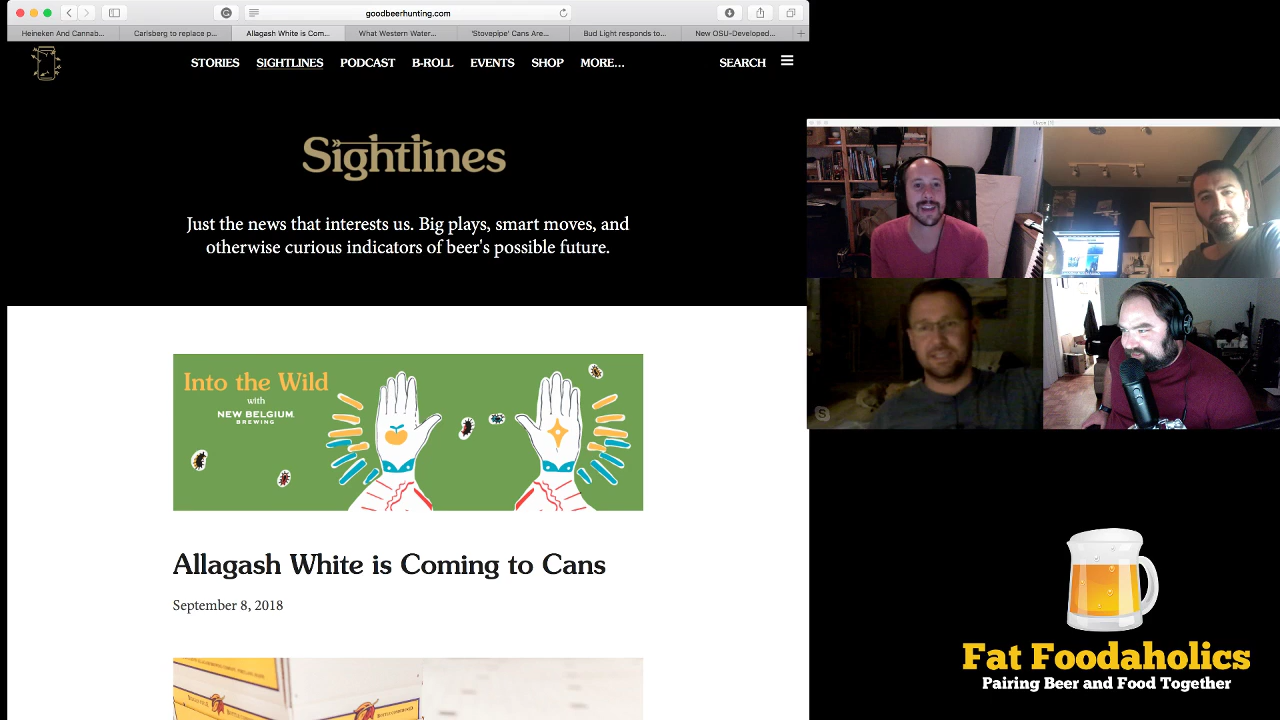 goodbeerhunting.com
Heineken And Cannab...
Carlsberg to replace p...
Allagash White is Com...
What Western Water...
'Stovepipe' Cans Are...
Bud Light responds to...
New OSU-Developed...
STORIES
SIGHTLINES
PODCAST
B-ROLL
EVENTS
SHOP
MORE...
SEARCH
Sightlines
Just the news that interests us. Big plays, smart moves, and
otherwise curious indicators of beer's possible future.
Into the Wild
with
NEW BELGIUM
BREWING
Allagash White is Coming to Cans
September 8, 2018
Fat Foodaholics
Pairing Beer and Food Together